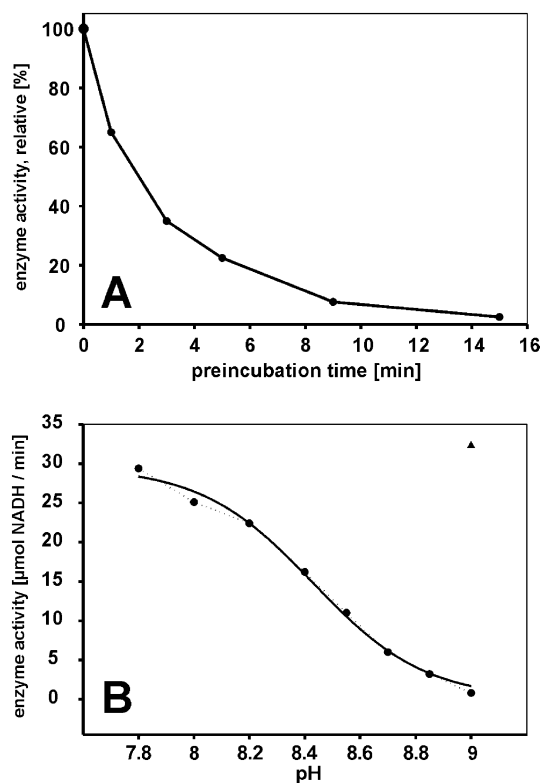 enzyme activity, relative [%]
100
80
60
40
20
0
A
0 2 4 6 8 10 12 14 16
preincubation time [min]
enzyme activity [µmol NADH / min]
35
30
25
20
15
10
5
0
B
7.8 8 8.2 8.4 8.6 8.8 9
pH